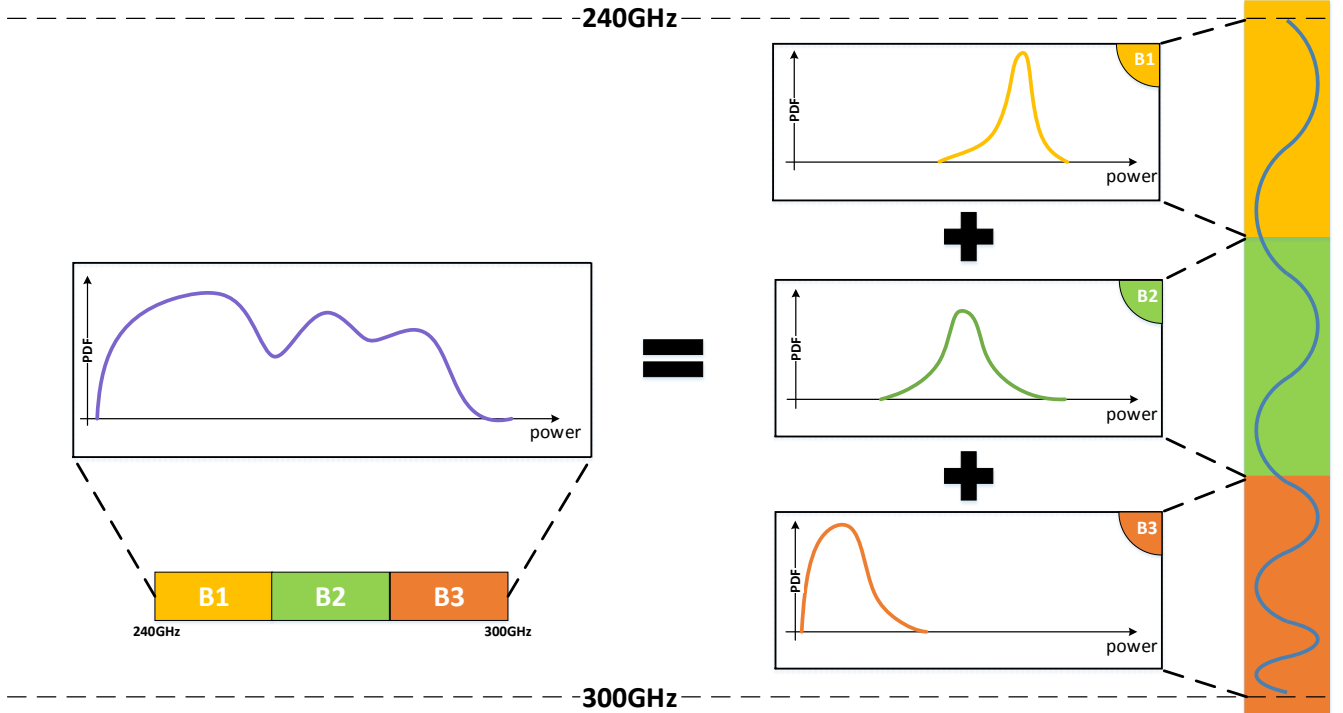 240GHz
B1
PDF
power
B2
PDF
power
PDF
power
B1 B2 B3
240GHz 300GHz
B3
PDF
power
300GHz